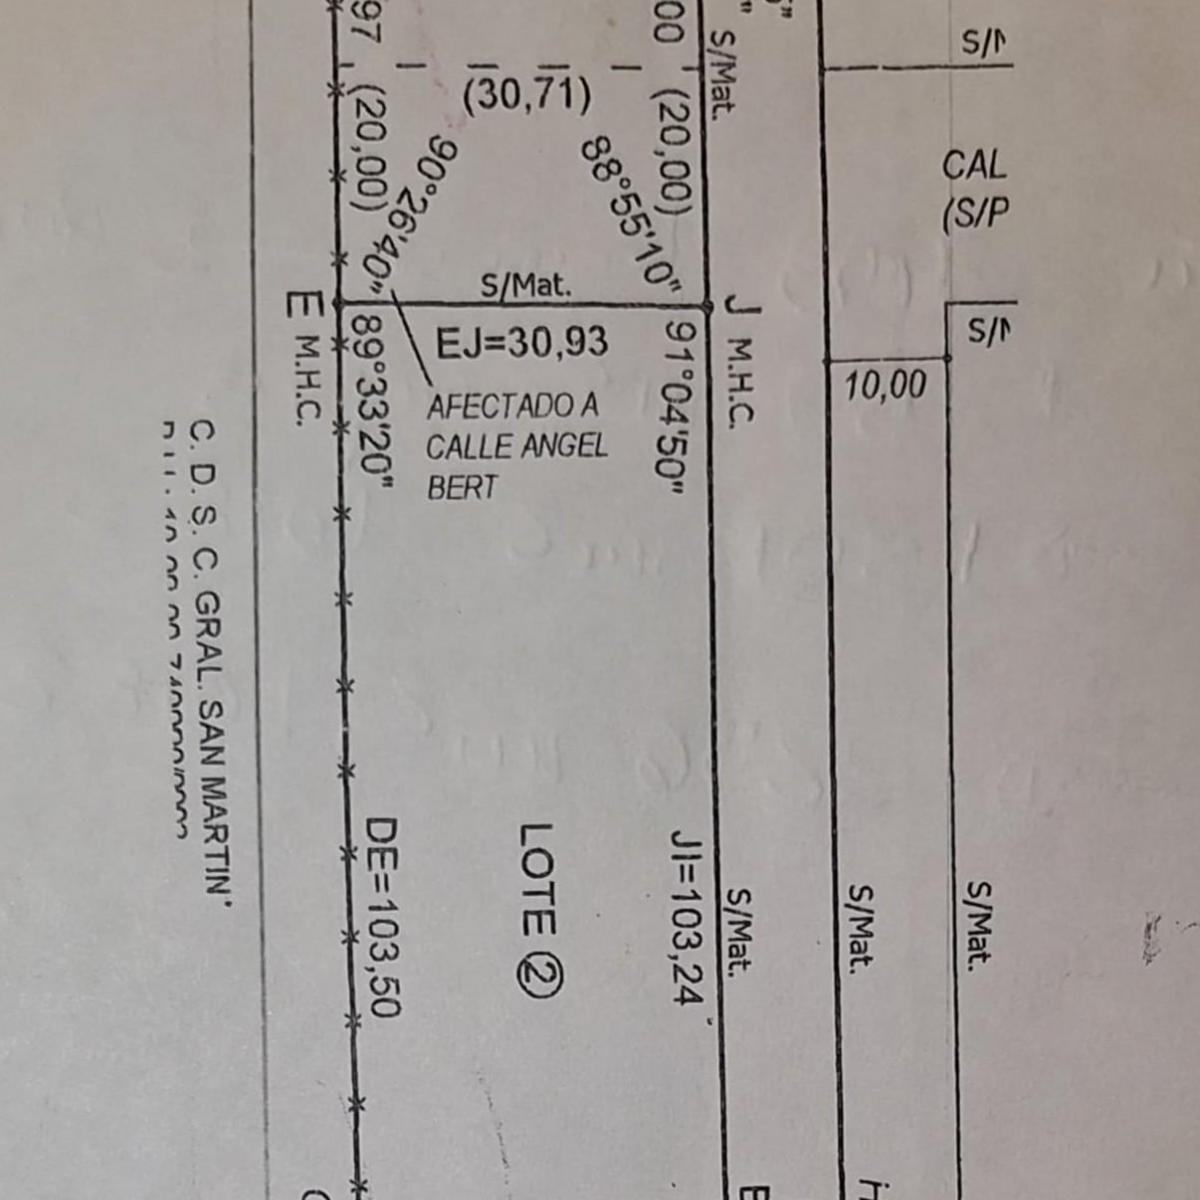 97
(20,00)
(30,71)
(20,00)
00
S/Mat.
90°26'40"
88°55'10"
S/Mat.
EJ=30,93
E M.H.C.
J M.H.C.
89°33'20"
91°04'50"
AFECTADO A
CALLE ANGEL
BERT
10,00
CAL
(S/P
C. D. S. C. GRAL. SAN MARTIN
DE=103,50
LOTE 2
JI=103,24
S/Mat.
S/Mat.
S/Mat.